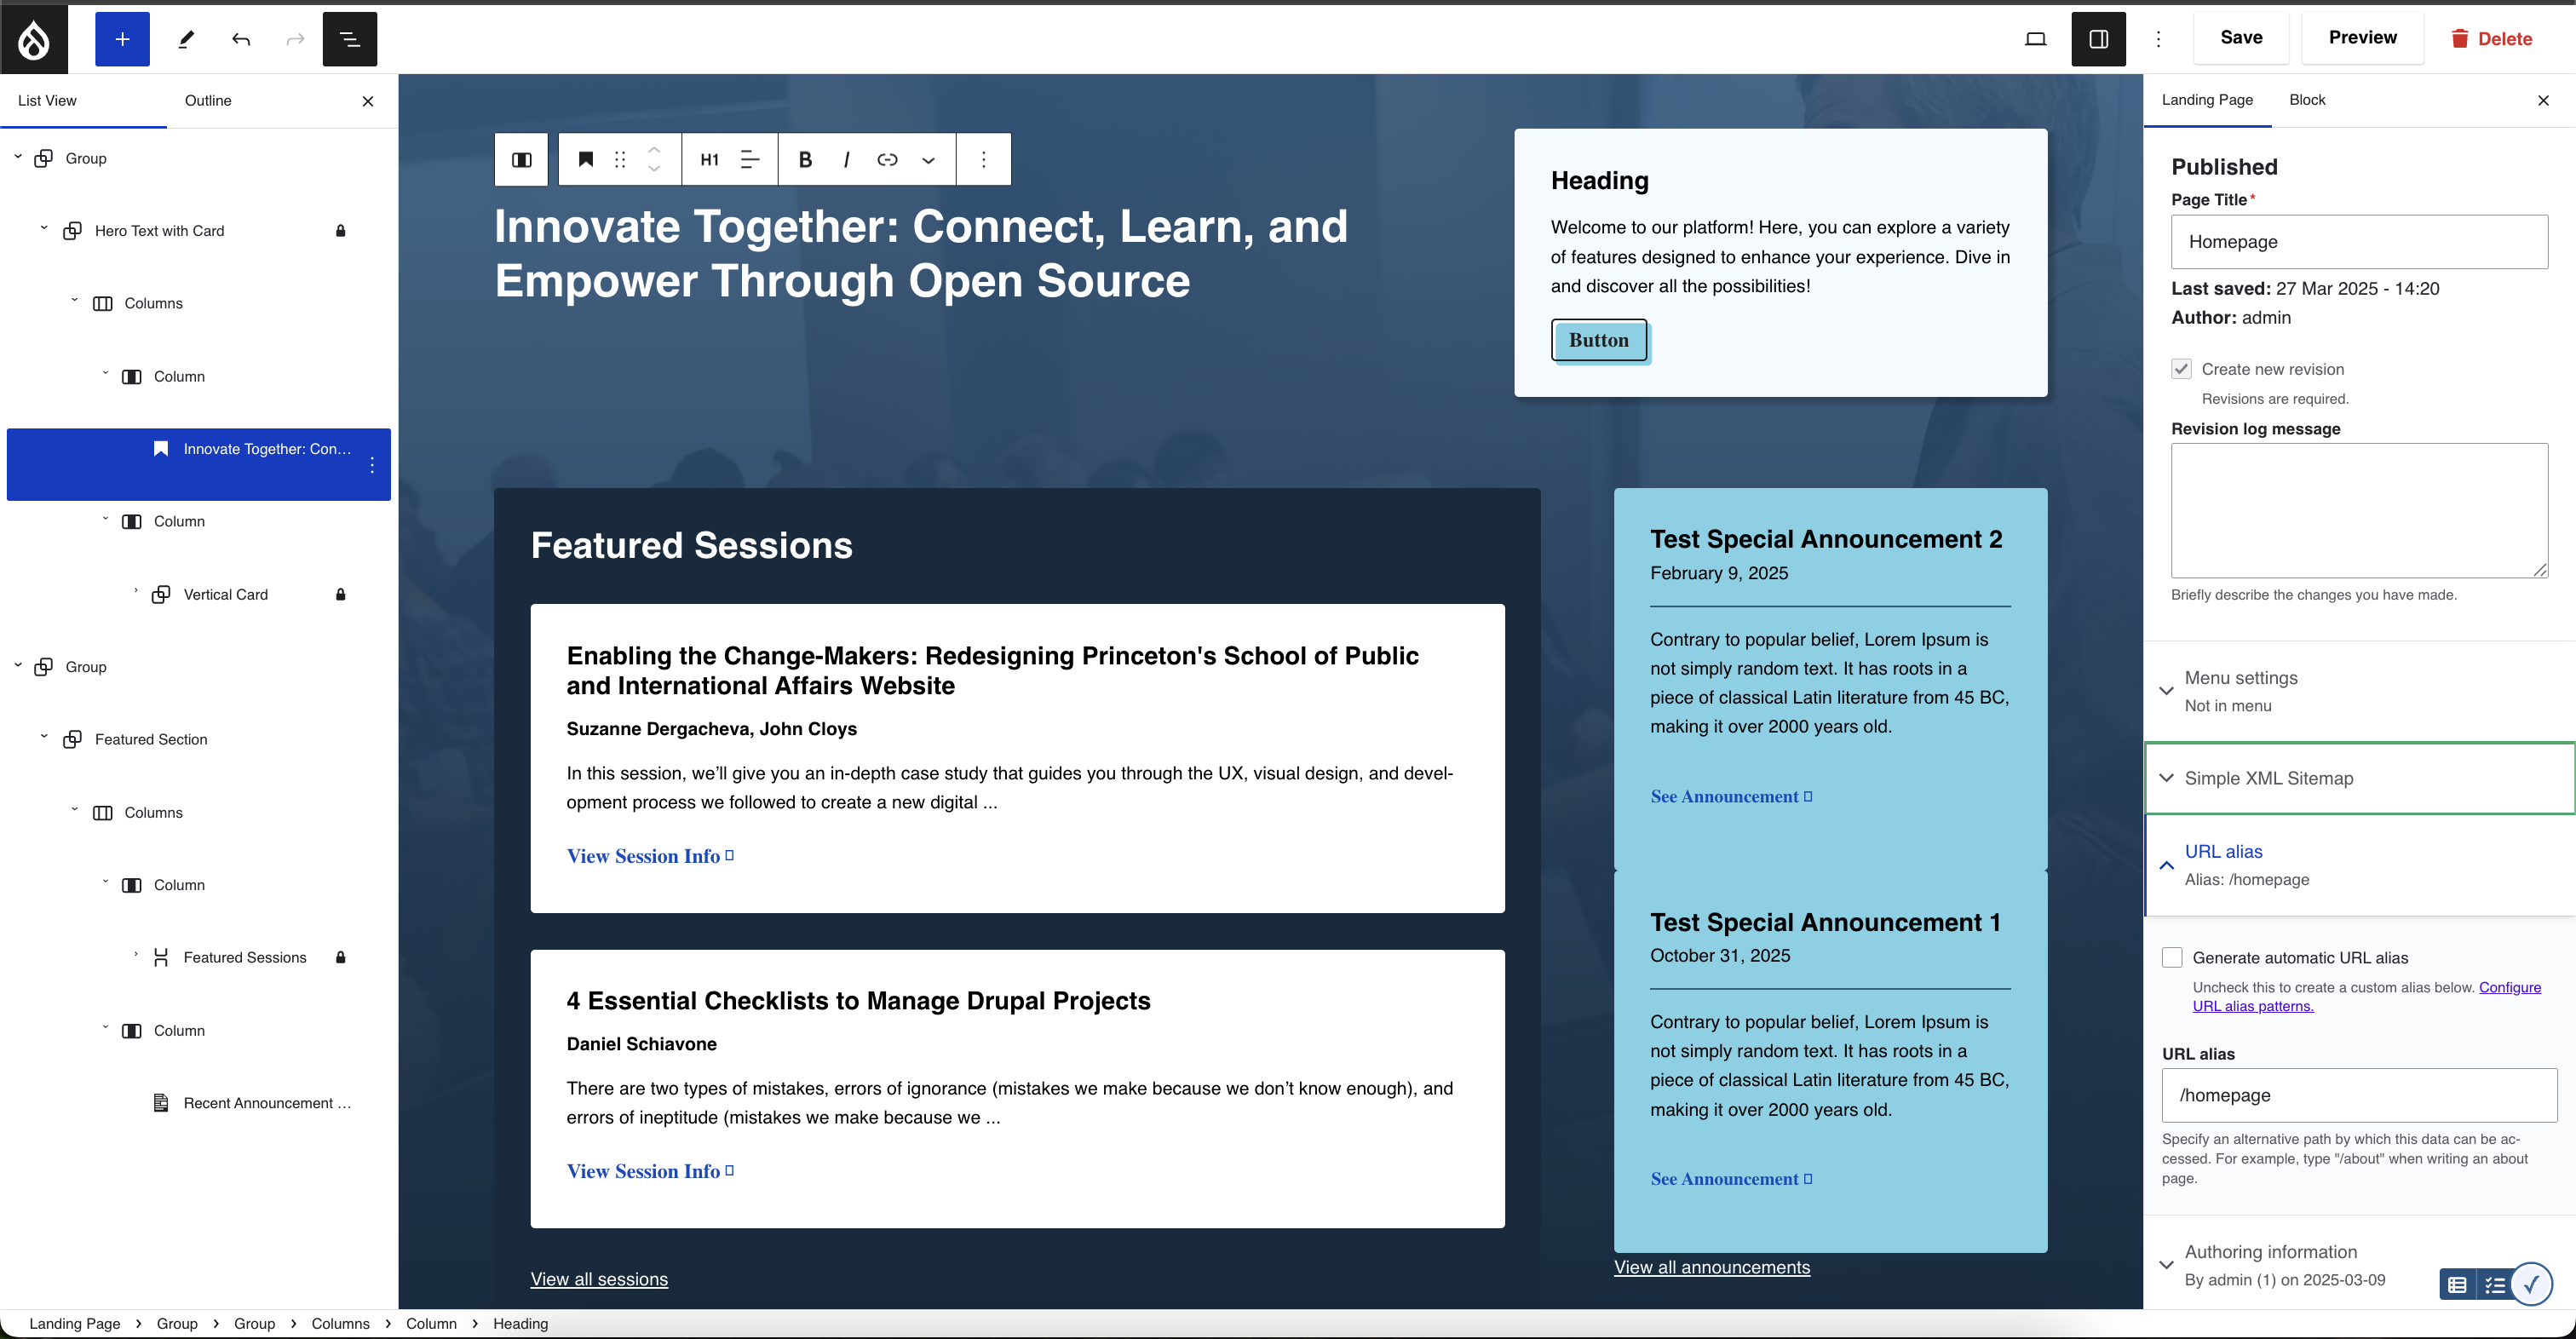 Save
Preview
Delete
List View
Outline
Group
Hero Text with Card
Columns
Column
Innovate Together: Con...
Column
Vertical Card
Group
Featured Section
Columns
Column
Featured Sessions
Column
Recent Announcement ...
H1
B
I
Innovate Together: Connect, Learn, and
Empower Through Open Source
Heading
Welcome to our platform! Here, you can explore a variety
of features designed to enhance your experience. Dive in
and discover all the possibilities!
Button
Featured Sessions
Enabling the Change-Makers: Redesigning Princeton's School of Public
and International Affairs Website
Suzanne Dergacheva, John Cloys
In this session, we’ll give you an in-depth case study that guides you through the UX, visual design, and devel-
opment process we followed to create a new digital ...
View Session Info
4 Essential Checklists to Manage Drupal Projects
Daniel Schiavone
There are two types of mistakes, errors of ignorance (mistakes we make because we don’t know enough), and
errors of ineptitude (mistakes we make because we ...
View Session Info
View all sessions
Test Special Announcement 2
February 9, 2025
Contrary to popular belief, Lorem Ipsum is
not simply random text. It has roots in a
piece of classical Latin literature from 45 BC,
making it over 2000 years old.
See Announcement
Test Special Announcement 1
October 31, 2025
Contrary to popular belief, Lorem Ipsum is
not simply random text. It has roots in a
piece of classical Latin literature from 45 BC,
making it over 2000 years old.
See Announcement
View all announcements
Landing Page
Block
Published
Page Title*
Homepage
Last saved: 27 Mar 2025 - 14:20
Author: admin
Create new revision
Revisions are required.
Revision log message
Briefly describe the changes you have made.
Menu settings
Not in menu
Simple XML Sitemap
URL alias
Alias: /homepage
Generate automatic URL alias
Uncheck this to create a custom alias below. Configure
URL alias patterns.
URL alias
/homepage
Specify an alternative path by which this data can be ac-
cessed. For example, type "/about" when writing an about
page.
Authoring information
By admin (1) on 2025-03-09
Landing Page › Group › Group › Columns › Column › Heading